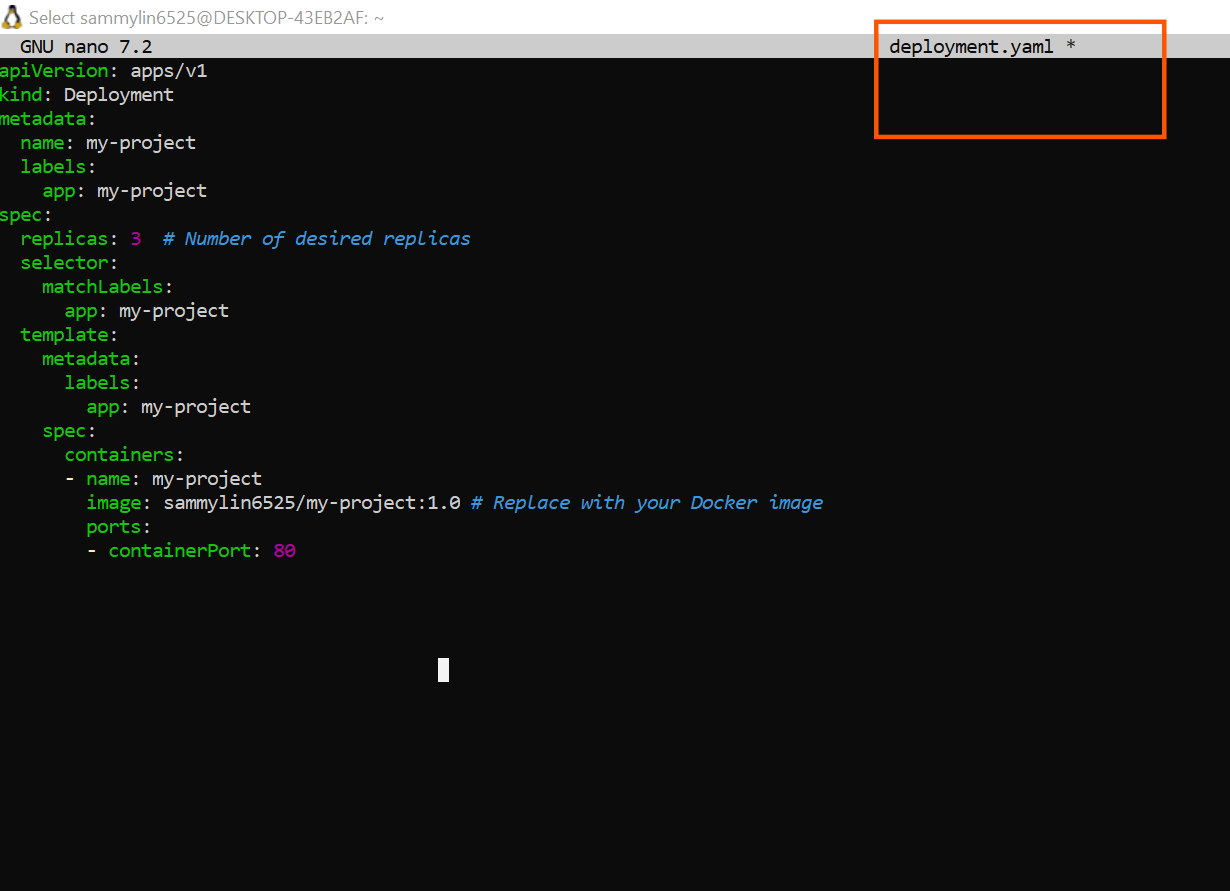 Select sammylin6525@DESKTOP-43EB2AF: ~
GNU nano 7.2 deployment.yaml *
apiVersion: apps/v1
kind: Deployment
metadata:
  name: my-project
  labels:
    app: my-project
spec:
  replicas: 3  # Number of desired replicas
  selector:
    matchLabels:
      app: my-project
  template:
    metadata:
      labels:
        app: my-project
    spec:
      containers:
      - name: my-project
        image: sammylin6525/my-project:1.0 # Replace with your Docker image
        ports:
        - containerPort: 80